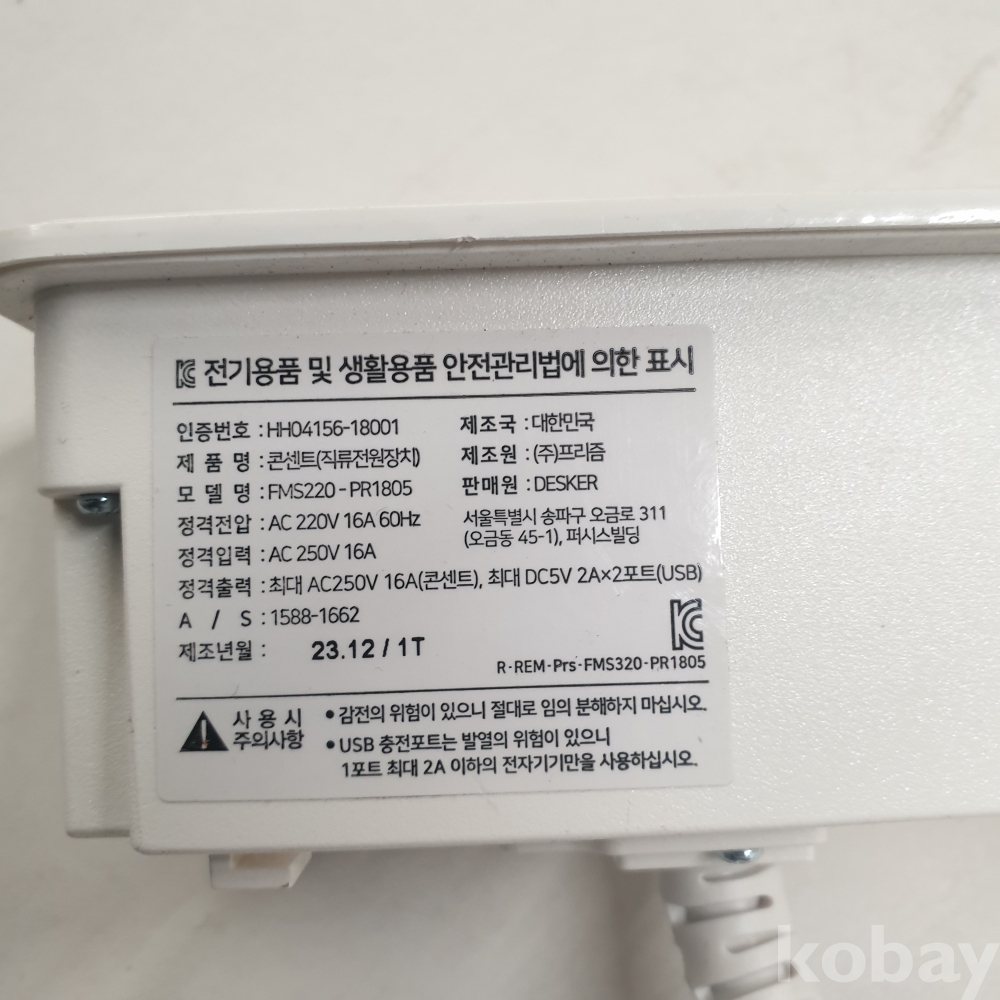 전기용품 및 생활용품 안전관리법에 의한 표시
인증번호 : HH04156-18001
제품명 : 콘센트(직류전원장치)
모델명 : FMS220-PR1805
정격전압 : AC 220V 16A 60Hz
정격입력 : AC 250V 16A
제조국 : 대한민국
제조원 : (주)프리즘
판매원 : DESKER
서울특별시 송파구 오금로 311
(오금동 45-1), 퍼시스빌딩
정격출력 : 최대 AC250V 16A(콘센트), 최대 DC5V 2A×2포트(USB)
A / S : 1588-1662
제조년월 : 23.12 / 1T
R-REM-Prs-FMS320-PR1805
사용 시
주의사항
• 감전의 위험이 있으니 절대로 임의 분해하지 마십시오.
• USB 충전포트는 발열의 위험이 있으니
1포트 최대 2A 이하의 전자기기만을 사용하십시오.
kobay